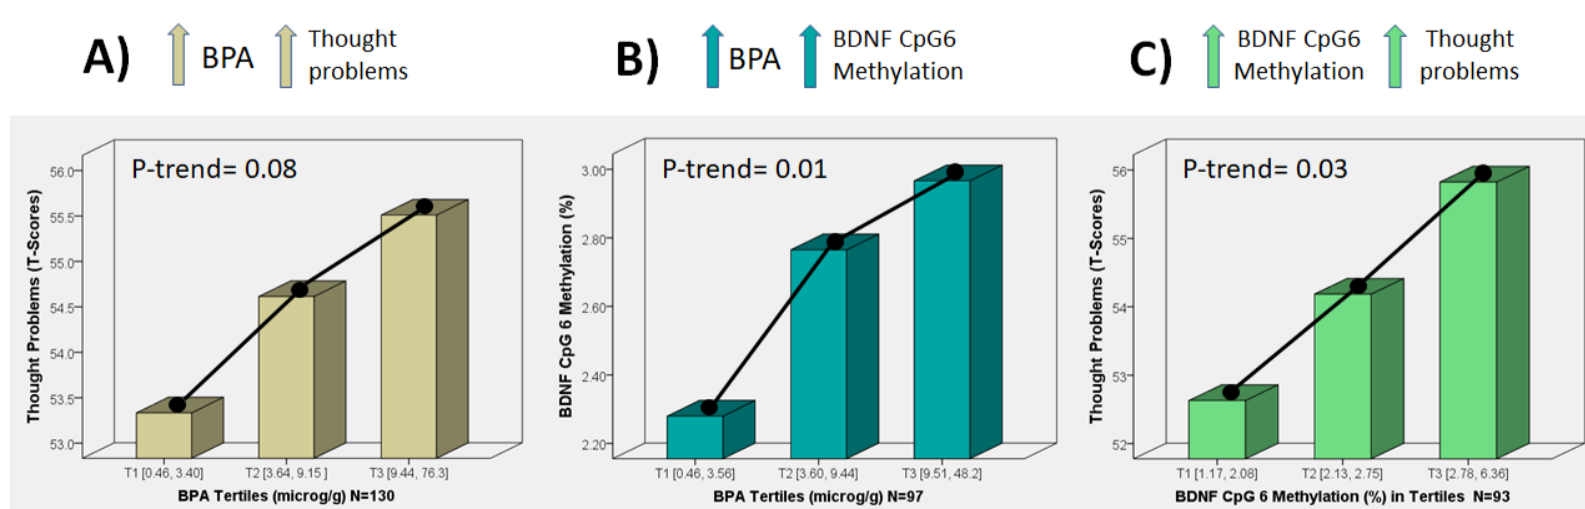 A)
BPA
Thought
problems
P-trend= 0.08
Thought Problems (T-Scores)
56.0
55.5
55.0
54.5
54.0
53.5
53.0
T1 [0.46, 3.40]
T2 [3.64, 9.15]
T3 [9.44, 76.3]
BPA Tertiles (microg/g) N=130
B)
BPA
BDNF CpG6
Methylation
P-trend= 0.01
BDNF CpG 6 Methylation (%)
3.00
2.80
2.60
2.40
2.20
T1 [0.46, 3.56]
T2 [3.60, 9.44]
T3 [9.51, 48.2]
BPA Tertiles (microg/g) N=97
C)
BDNF CpG6
Methylation
Thought
problems
P-trend= 0.03
Thought Problems (T-Scores)
56
55
54
53
52
T1 [1.17, 2.08]
T2 [2.13, 2.75]
T3 [2.78, 6.36]
BDNF CpG 6 Methylation (%) in Tertiles N=93